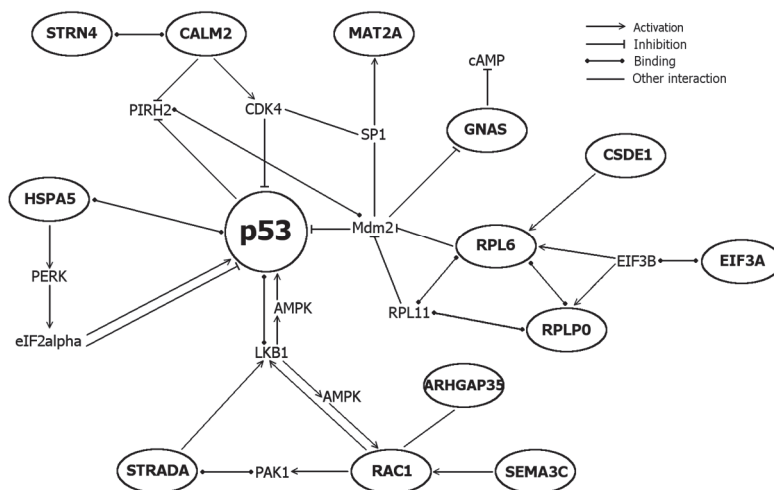 STRN4
CALM2
MAT2A
Activation
Inhibition
Binding
Other interaction
cAMP
PIRH2
CDK4
SP1
GNAS
CSDE1
HSPA5
p53
Mdm2
RPL6
EIF3B
EIF3A
PERK
AMPK
RPL11
RPLP0
eIF2alpha
LKB1
AMPK
ARHGAP35
STRADA
PAK1
RAC1
SEMA3C